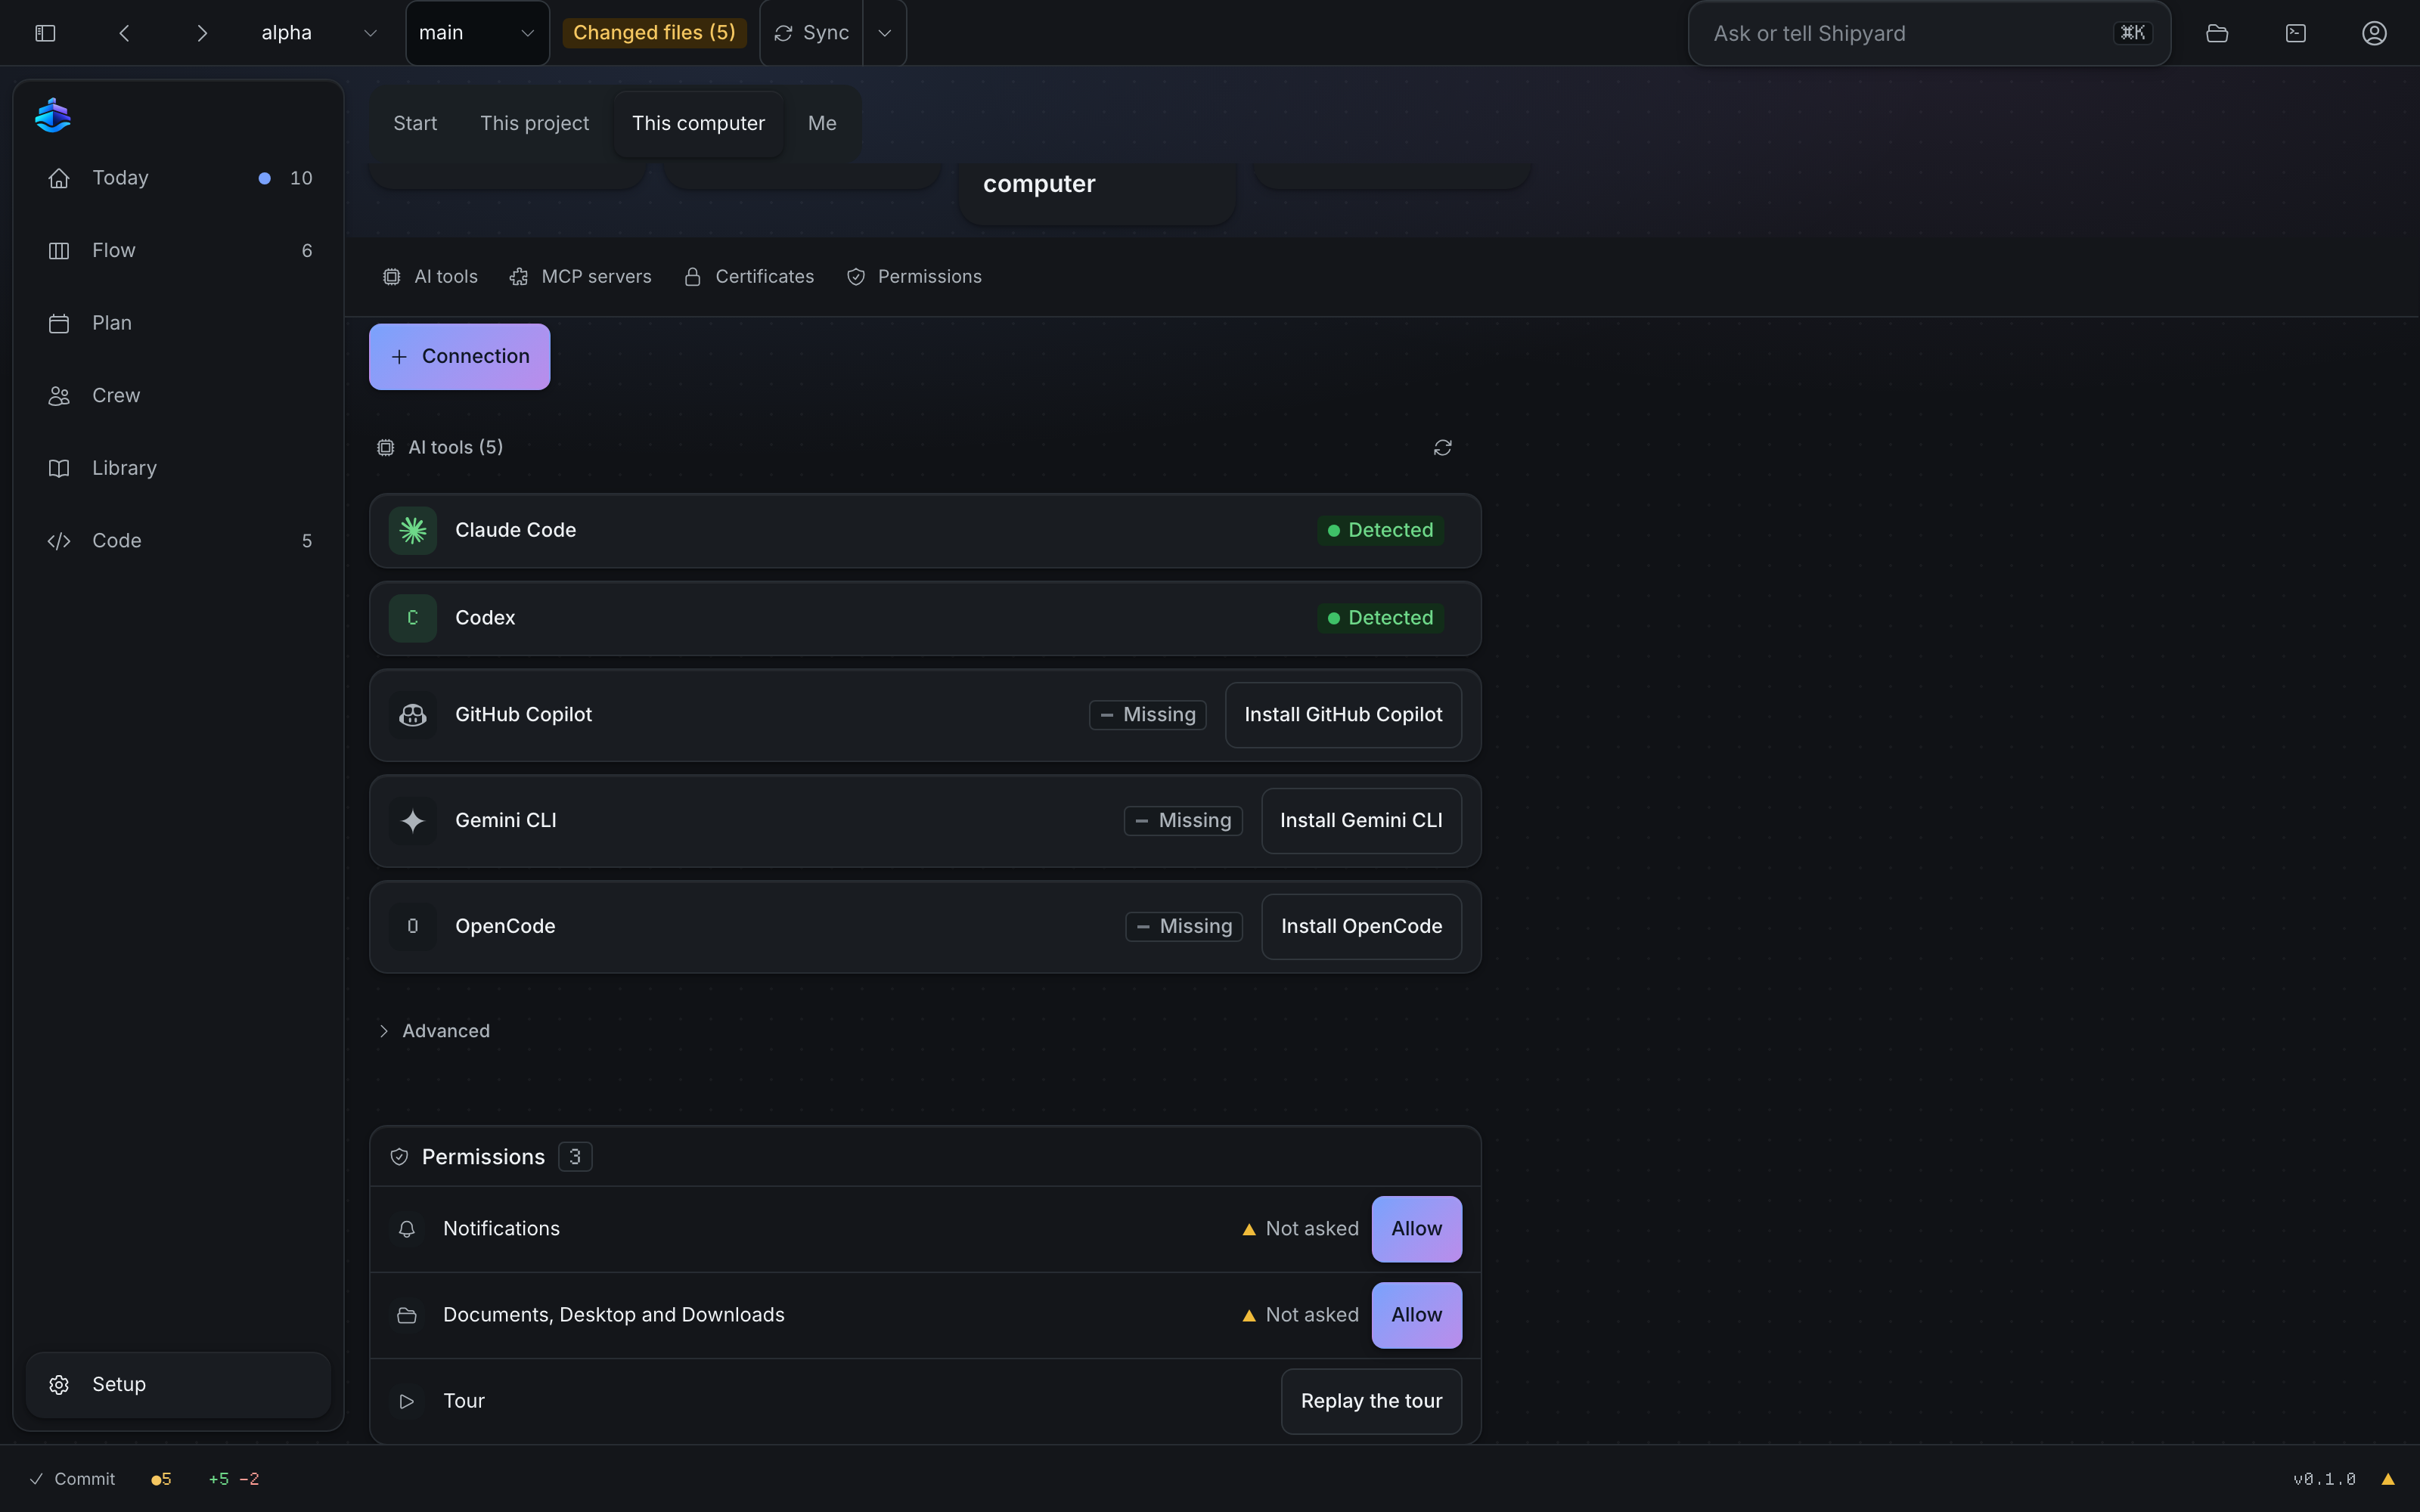 alpha
main
Changed files (5)
Sync
Ask or tell Shipyard
⌘K
Today 10
Flow 6
Plan
Crew
Library
Code 5
Setup
Start
This project
This computer
Me
computer
AI tools
MCP servers
Certificates
Permissions
Connection
AI tools (5)
Claude Code
Detected
C
Codex
Detected
GitHub Copilot
Missing
Install GitHub Copilot
Gemini CLI
Missing
Install Gemini CLI
O
OpenCode
Missing
Install OpenCode
Advanced
Permissions 3
Notifications
Not asked
Allow
Documents, Desktop and Downloads
Not asked
Allow
Tour
Replay the tour
Commit
5
+5 -2
v0.1.0